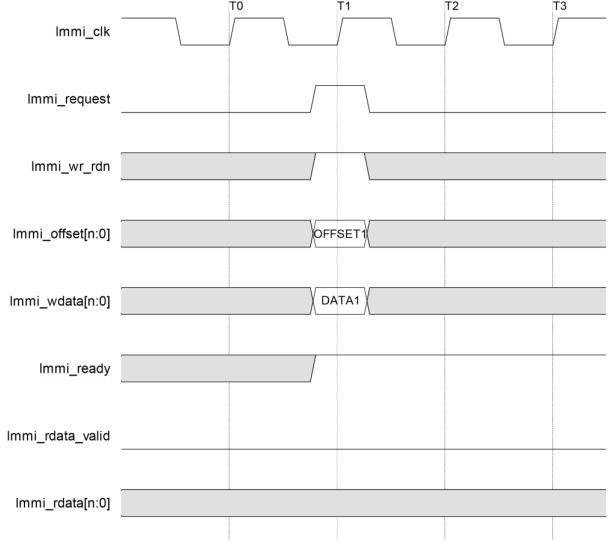 T0 T1 T2 T3
lmmi_clk
lmmi_request
lmmi_wr_rdn
lmmi_offset[n:0] OFFSET1
lmmi_wdata[n:0] DATA1
lmmi_ready
lmmi_rdata_valid
lmmi_rdata[n:0]